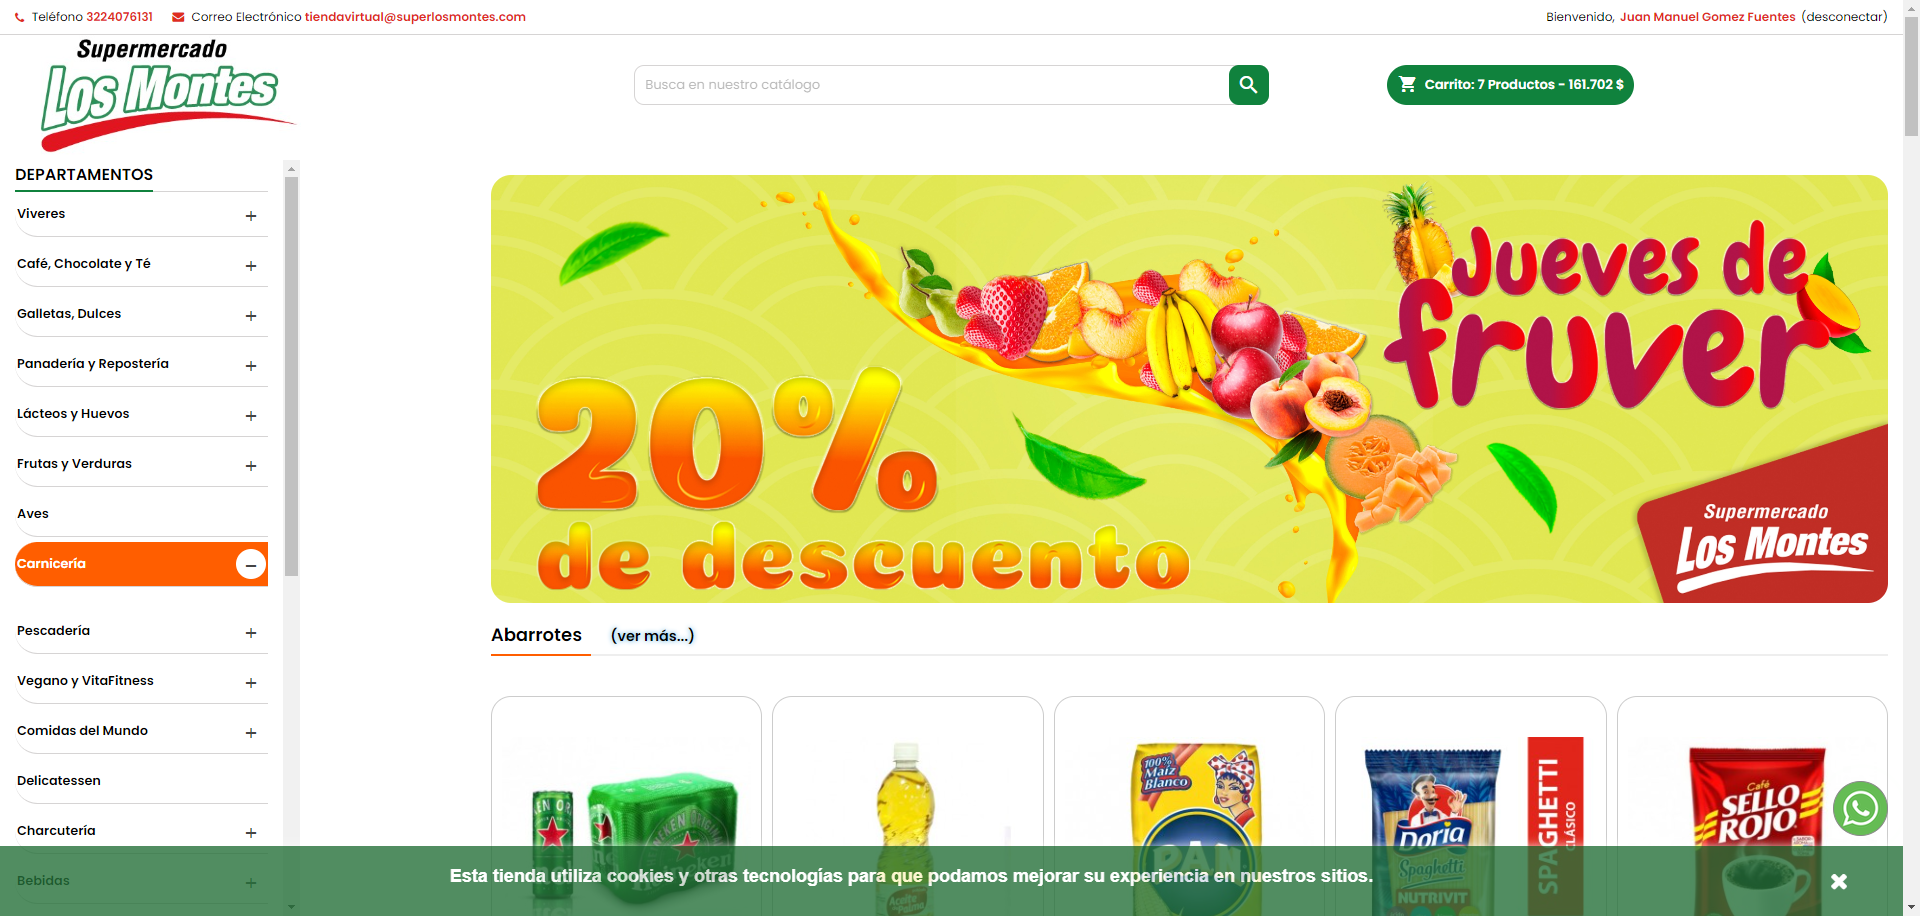 Teléfono 3224076131 Correo Electrónico tiendavirtual@superlosmontes.com
Bienvenido, Juan Manuel Gomez Fuentes (desconectar)
Supermercado
Los Montes
Busca en nuestro catálogo
Carrito: 7 Productos - 161.702 $
DEPARTAMENTOS
Viveres
Café, Chocolate y Té
Galletas, Dulces
Panadería y Repostería
Lácteos y Huevos
Frutas y Verduras
Aves
Carnicería
Pescadería
Vegano y VitaFitness
Comidas del Mundo
Delicatessen
Charcutería
Bebidas
Jueves de
fruver
20%
de descuento
Supermercado
Los Montes
Abarrotes (ver más...)
100%
Maíz
Blanco
PAN
Doria
Spaghetti
NUTRIVIT
SPAGHETTI
CLÁSICO
Café
SELLO
ROJO
Esta tienda utiliza cookies y otras tecnologías para que podamos mejorar su experiencia en nuestros sitios.